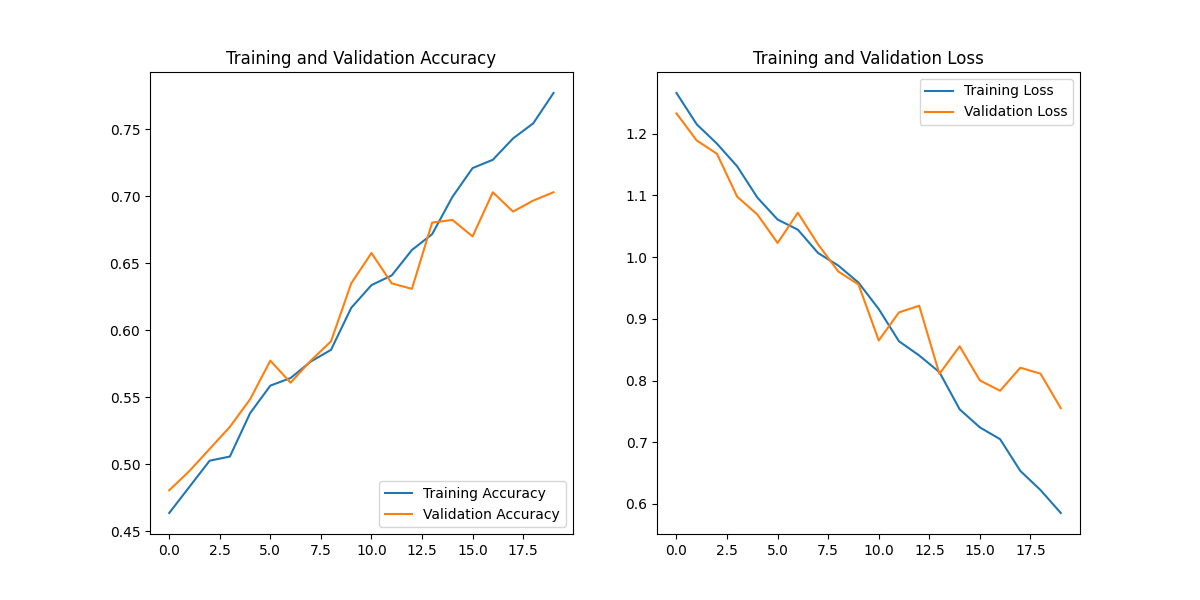 Training and Validation Accuracy
0.75
0.70
0.65
0.60
0.55
0.50
0.45
0.0 2.5 5.0 7.5 10.0 12.5 15.0 17.5
Training Accuracy
Validation Accuracy
Training and Validation Loss
1.2
1.1
1.0
0.9
0.8
0.7
0.6
0.0 2.5 5.0 7.5 10.0 12.5 15.0 17.5
Training Loss
Validation Loss